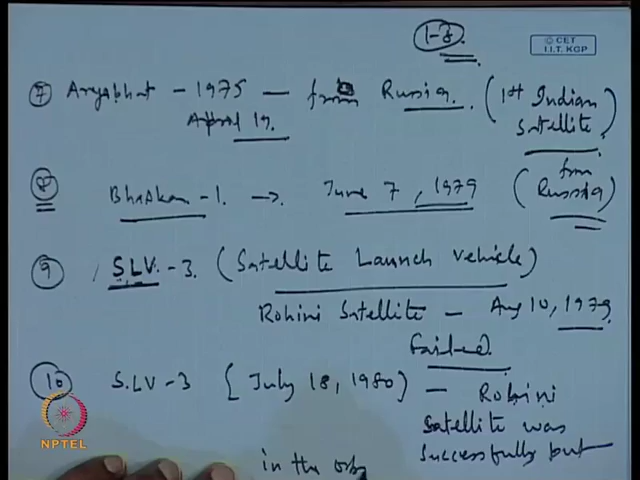 1-8.
© CET
I.I.T. KGP
⑦ Aryabhat - 1975 - from Russia. (1st Indian
April 19. Satellite)
⑧ Bhaskar-1. → June 7, 1979 (from
Russia)
⑨ S.L.V.-3. (Satellite Launch Vehicle)
Rohini Satellite - Aug 10, 1979.
Failed.
⑩ S.LV-3 [July 18, 1980) - Rohini
Satellite was
Successfully put
in the orb
NPTEL